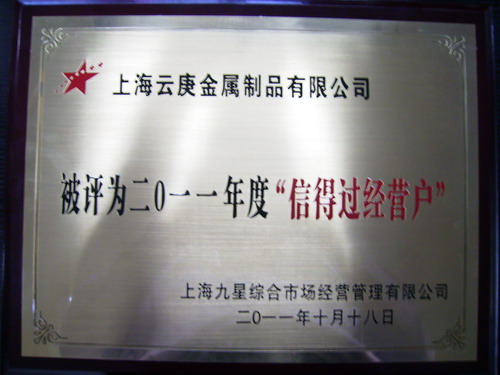 上海云庚金属制品有限公司
被评为二〇一一年度“信得过经营户”
上海九星综合市场经营管理有限公司
二〇一一年十月十八日